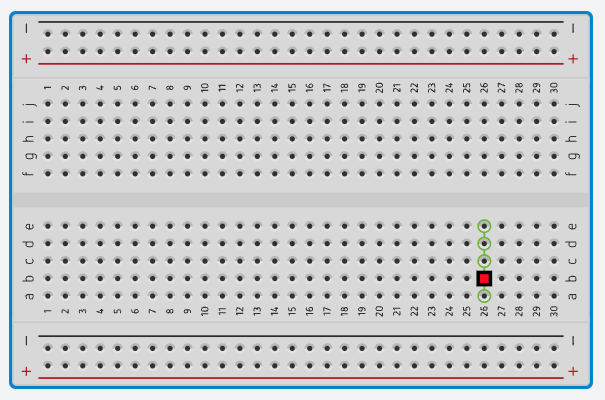 − −
+ +
1 2 3 4 5 6 7 8 9 10 11 12 13 14 15 16 17 18 19 20 21 22 23 24 25 26 27 28 29 30
j j
i i
h h
g g
f f
e e
d d
c c
b b
a a
1 2 3 4 5 6 7 8 9 10 11 12 13 14 15 16 17 18 19 20 21 22 23 24 25 26 27 28 29 30
− −
+ +